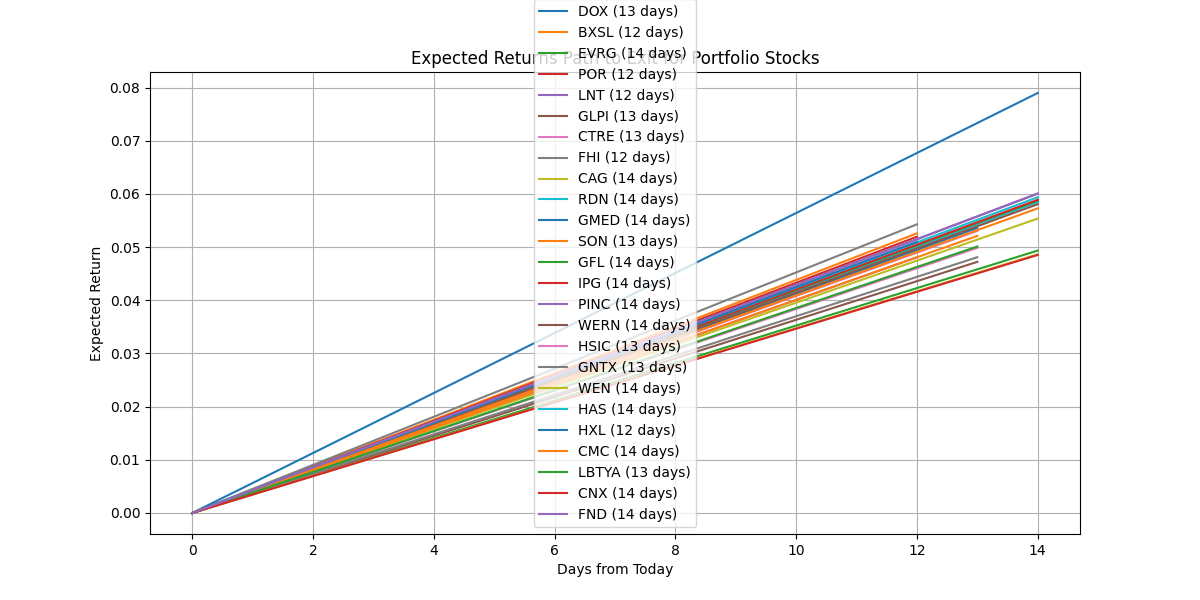 DOX (13 days)
BXSL (12 days)
EVRG (14 days)
Expected Returns Path to Exit for Portfolio Stocks
POR (12 days)
LNT (12 days)
GLPI (13 days)
CTRE (13 days)
FHI (12 days)
CAG (14 days)
RDN (14 days)
GMED (14 days)
SON (13 days)
GFL (14 days)
IPG (14 days)
PINC (14 days)
WERN (14 days)
HSIC (13 days)
GNTX (13 days)
WEN (14 days)
HAS (14 days)
HXL (12 days)
CMC (14 days)
LBTYA (13 days)
CNX (14 days)
FND (14 days)
Expected Return
0.08
0.07
0.06
0.05
0.04
0.03
0.02
0.01
0.00
0 2 4 6 8 10 12 14
Days from Today